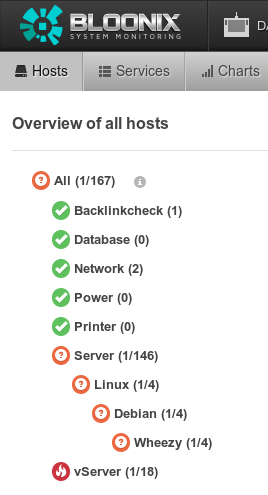 BLOONIX
SYSTEM MONITORING
Hosts
Services
Charts
Overview of all hosts
All (1/167)
Backlinkcheck (1)
Database (0)
Network (2)
Power (0)
Printer (0)
Server (1/146)
Linux (1/4)
Debian (1/4)
Wheezy (1/4)
vServer (1/18)